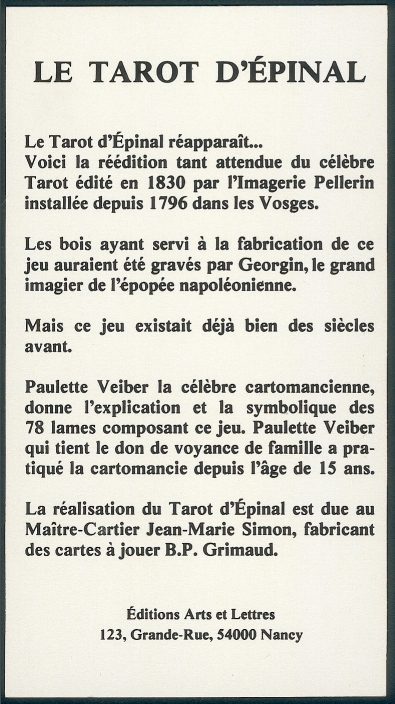 LE TAROT D'ÉPINAL
Le Tarot d'Épinal réapparaît...
Voici la réédition tant attendue du célèbre
Tarot édité en 1830 par l'Imagerie Pellerin
installée depuis 1796 dans les Vosges.
Les bois ayant servi à la fabrication de ce
jeu auraient été gravés par Georgin, le grand
imagier de l'épopée napoléonienne.
Mais ce jeu existait déjà bien des siècles
avant.
Paulette Veiber la célèbre cartomancienne,
donne l'explication et la symbolique des
78 lames composant ce jeu. Paulette Veiber
qui tient le don de voyance de famille a pra-
tiqué la cartomancie depuis l'âge de 15 ans.
La réalisation du Tarot d'Épinal est due au
Maître-Cartier Jean-Marie Simon, fabricant
des cartes à jouer B.P. Grimaud.
Éditions Arts et Lettres
123, Grande-Rue, 54000 Nancy